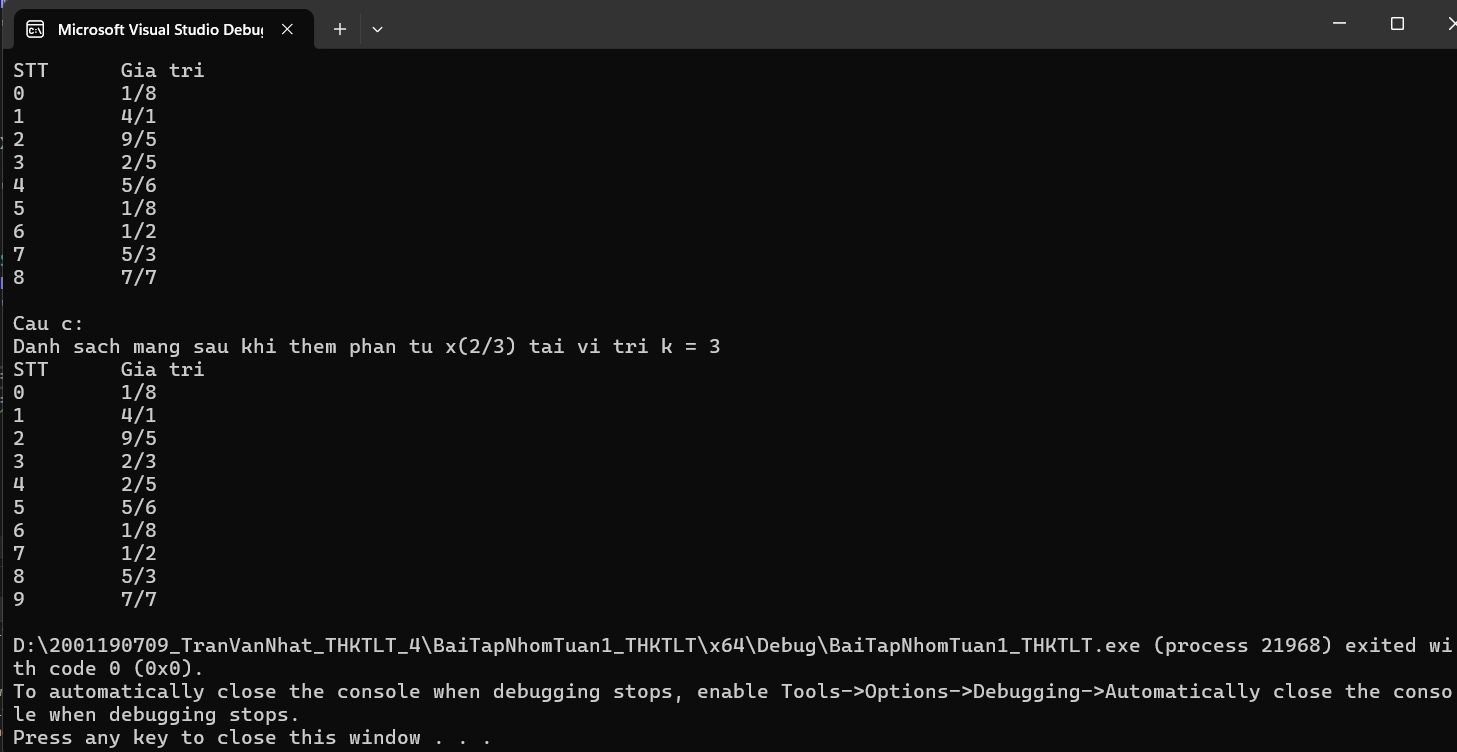 Microsoft Visual Studio Debu
STT Gia tri
0 1/8
1 4/1
2 9/5
3 2/5
4 5/6
5 1/8
6 1/2
7 5/3
8 7/7
Cau c:
Danh sach mang sau khi them phan tu x(2/3) tai vi tri k = 3
STT Gia tri
0 1/8
1 4/1
2 9/5
3 2/3
4 2/5
5 5/6
6 1/8
7 1/2
8 5/3
9 7/7
D:\2001190709_TranVanNhat_THKTLT_4\BaiTapNhomTuan1_THKTLT\x64\Debug\BaiTapNhomTuan1_THKTLT.exe (process 21968) exited wi
th code 0 (0x0).
To automatically close the console when debugging stops, enable Tools->Options->Debugging->Automatically close the conso
le when debugging stops.
Press any key to close this window . . .